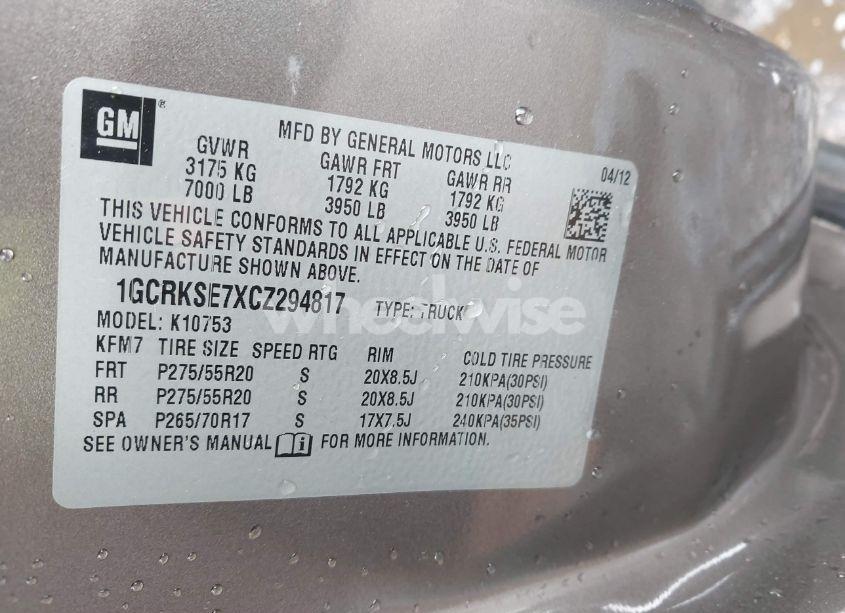 GM ®
MFD BY GENERAL MOTORS LLC
04/12
GVWR GAWR FRT GAWR RR
3175 KG 1792 KG 1792 KG
7000 LB 3950 LB 3950 LB
THIS VEHICLE CONFORMS TO ALL APPLICABLE U.S. FEDERAL MOTOR
VEHICLE SAFETY STANDARDS IN EFFECT ON THE DATE OF
MANUFACTURE SHOWN ABOVE.
1GCRKSE7XCZ294817 TYPE: TRUCK
MODEL: K10753
KFM7 TIRE SIZE SPEED RTG RIM COLD TIRE PRESSURE
FRT P275/55R20 S 20X8.5J 210KPA(30PSI)
RR P275/55R20 S 20X8.5J 210KPA(30PSI)
SPA P265/70R17 S 17X7.5J 240KPA(35PSI)
SEE OWNER'S MANUAL i FOR MORE INFORMATION.
wheelwise